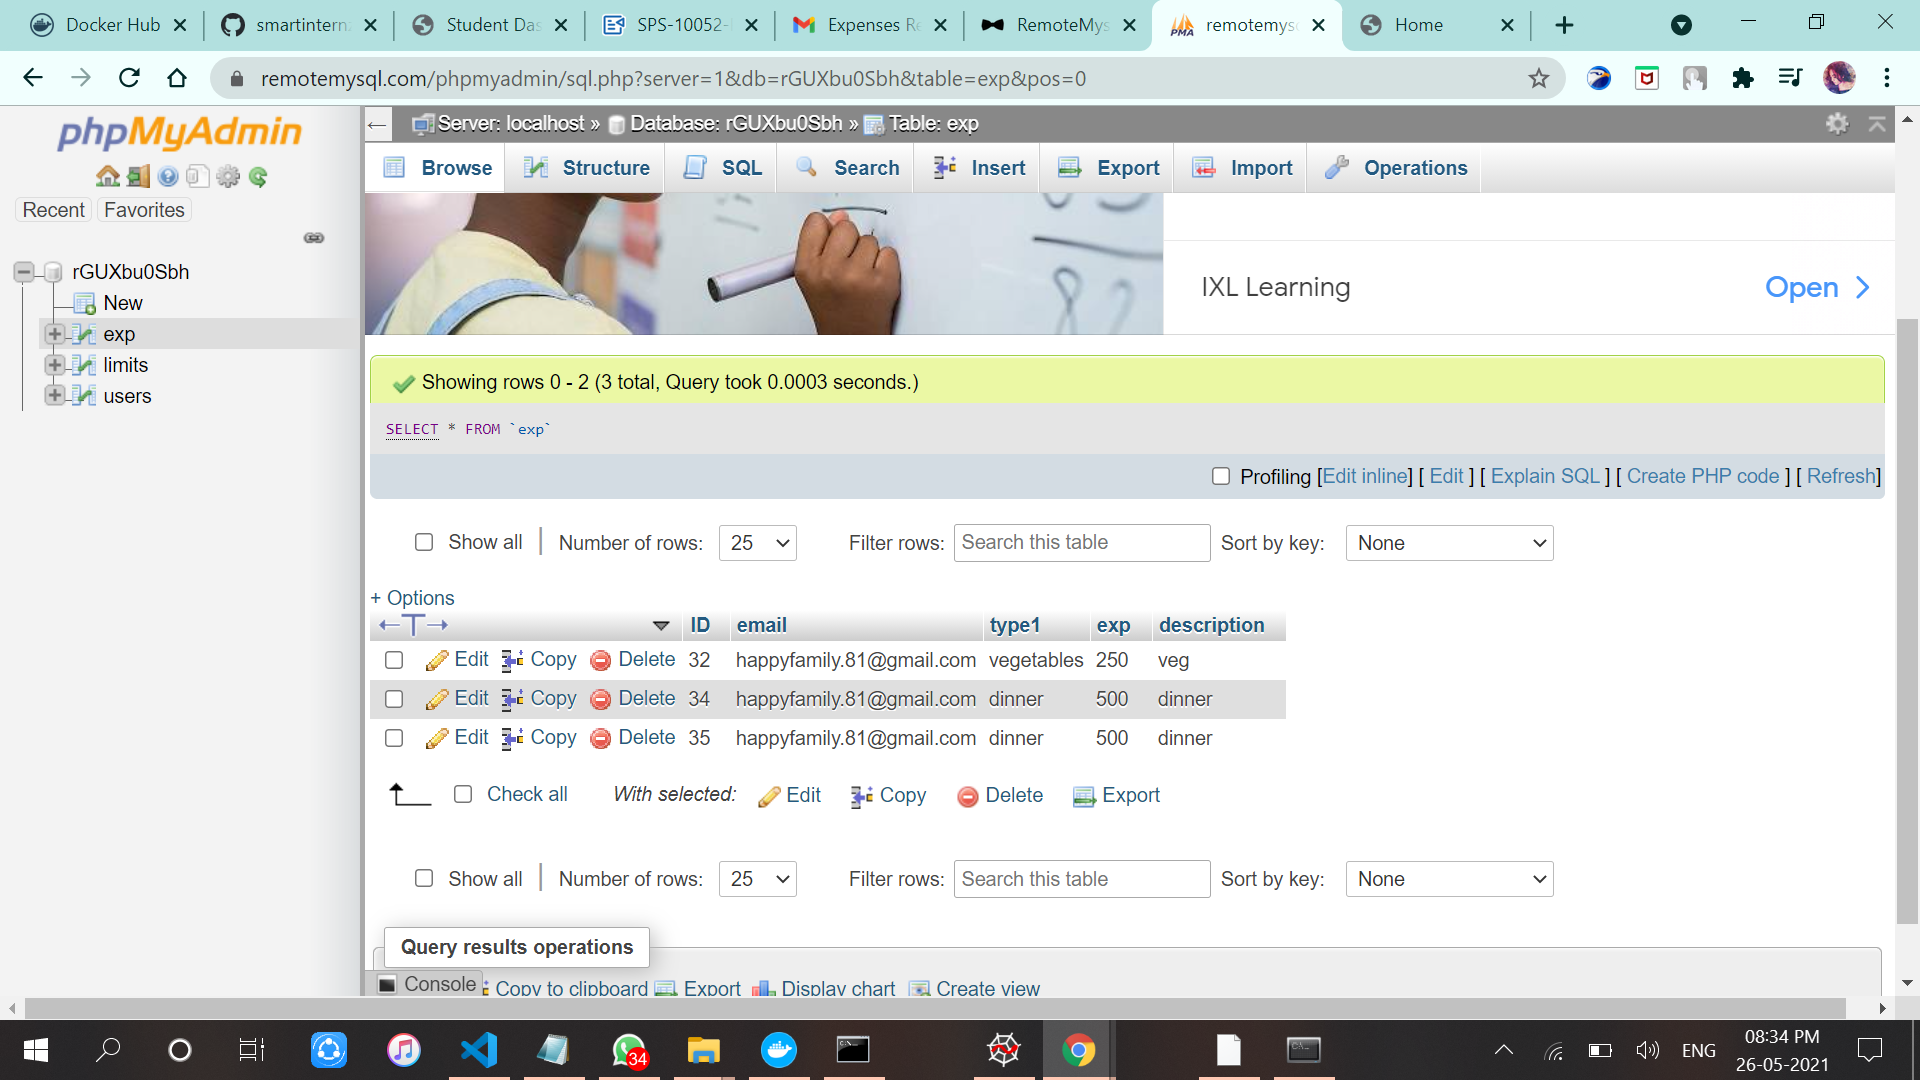 Docker Hub
smartintern
Student Das
SPS-10052-
Expenses Re
RemoteMys
remotemys
Home
remotemysql.com/phpmyadmin/sql.php?server=1&db=rGUXbu0Sbh&table=exp&pos=0
phpMyAdmin
Recent Favorites
rGUXbu0Sbh
New
exp
limits
users
Server: localhost » Database: rGUXbu0Sbh » Table: exp
Browse Structure SQL Search Insert Export Import Operations
IXL Learning Open
Showing rows 0 - 2 (3 total, Query took 0.0003 seconds.)
SELECT * FROM `exp`
Profiling [Edit inline] [ Edit ] [ Explain SQL ] [ Create PHP code ] [ Refresh]
Show all Number of rows: 25 Filter rows: Search this table Sort by key: None
+ Options
←T→ ID email type1 exp description
Edit Copy Delete 32 happyfamily.81@gmail.com vegetables 250 veg
Edit Copy Delete 34 happyfamily.81@gmail.com dinner 500 dinner
Edit Copy Delete 35 happyfamily.81@gmail.com dinner 500 dinner
Check all With selected: Edit Copy Delete Export
Show all Number of rows: 25 Filter rows: Search this table Sort by key: None
Query results operations
Console Copy to clipboard Export Display chart Create view
34
ENG
08:34 PM
26-05-2021